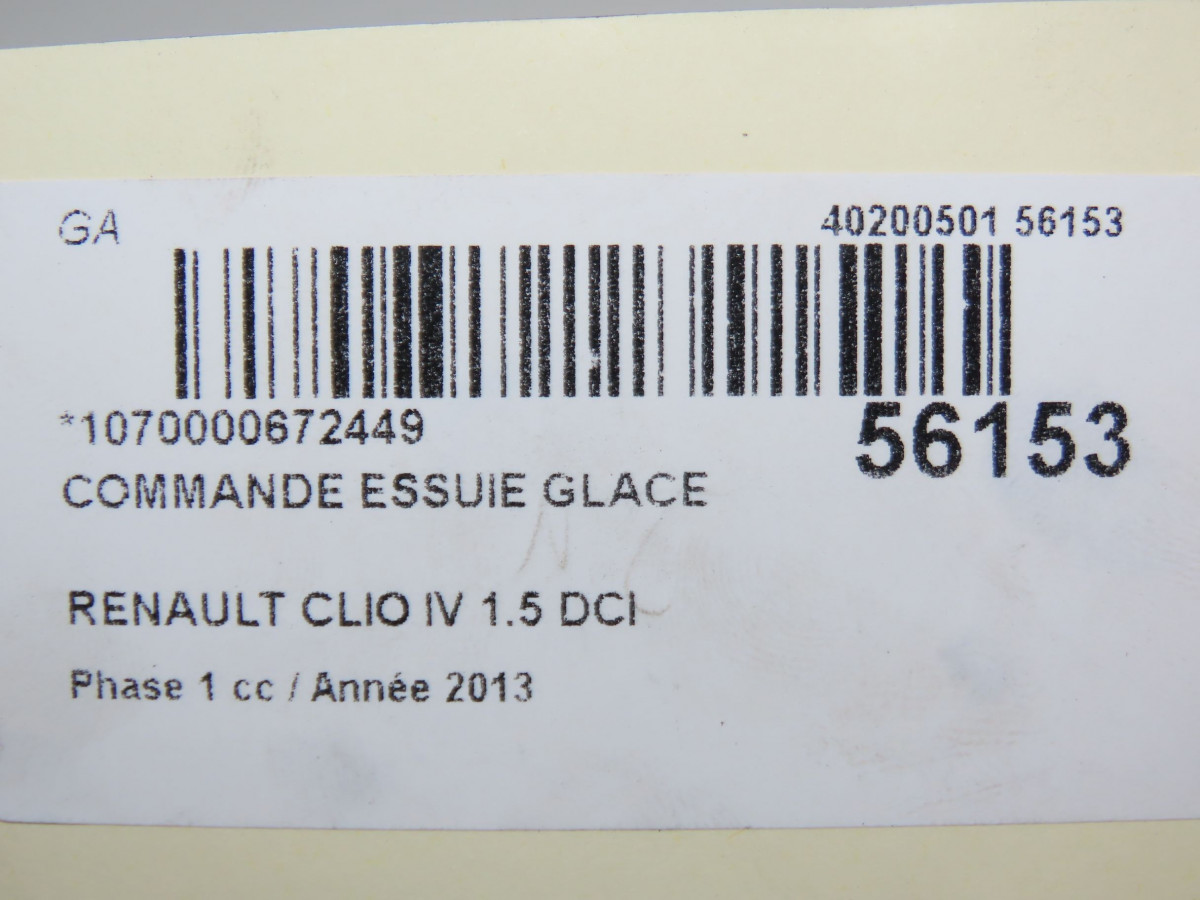 GA 40200501 56153
*1070000672449
56153
COMMANDE ESSUIE GLACE
RENAULT CLIO IV 1.5 DCI
Phase 1 cc / Année 2013